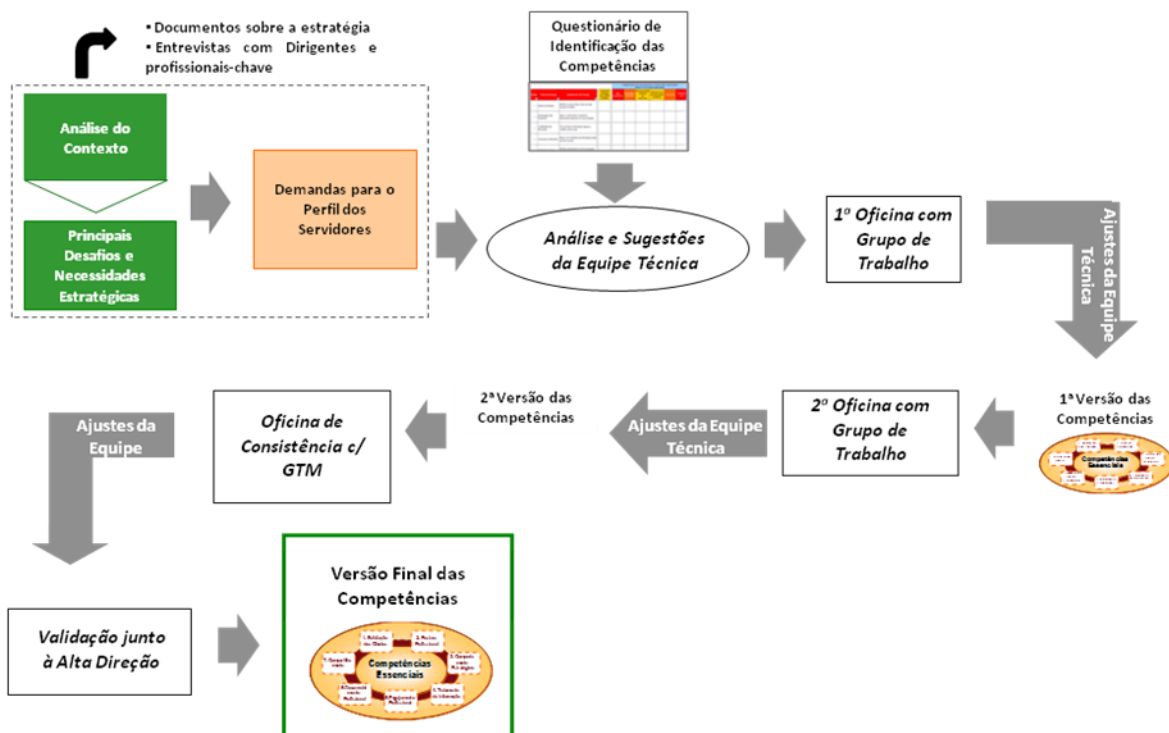 ▪ Documentos sobre a estratégia
▪ Entrevistas com Dirigentes e
profissionais-chave
Questionário de
Identificação das
Competências
Análise do
Contexto
Principais
Desafios e
Necessidades
Estratégicas
Demandas para o
Perfil dos
Servidores
Análise e Sugestões
da Equipe Técnica
1ª Oficina com
Grupo de
Trabalho
Ajustes da Equipe
Técnica
1ª Versão das
Competências
Competências
Essenciais
2ª Oficina com
Grupo de
Trabalho
Ajustes da Equipe
Técnica
2ª Versão das
Competências
Oficina de
Consistência c/
GTM
Ajustes da
Equipe
Validação junto
à Alta Direção
Versão Final das
Competências
Competências
Essenciais